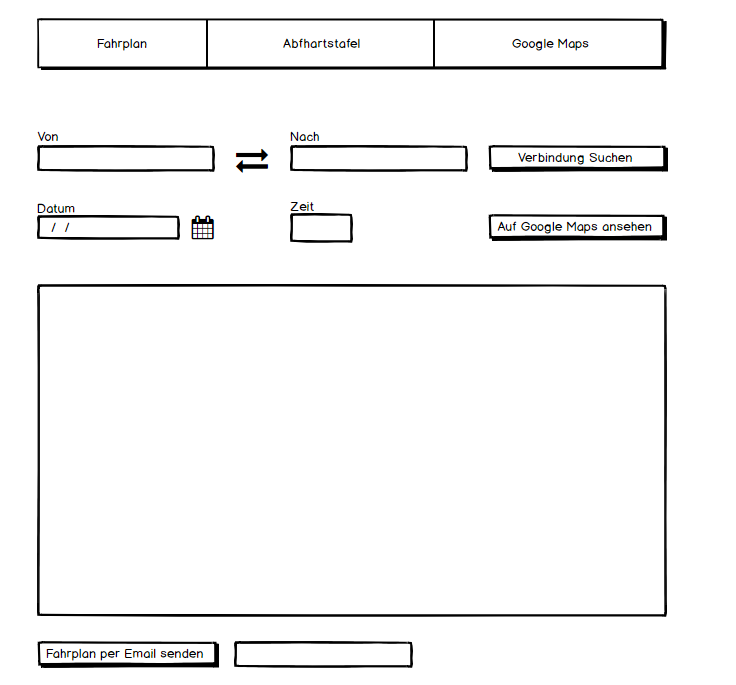 Fahrplan
Abfhartstafel
Google Maps
Von
Nach
Verbindung Suchen
Datum
Zeit
/ /
Auf Google Maps ansehen
Fahrplan per Email senden